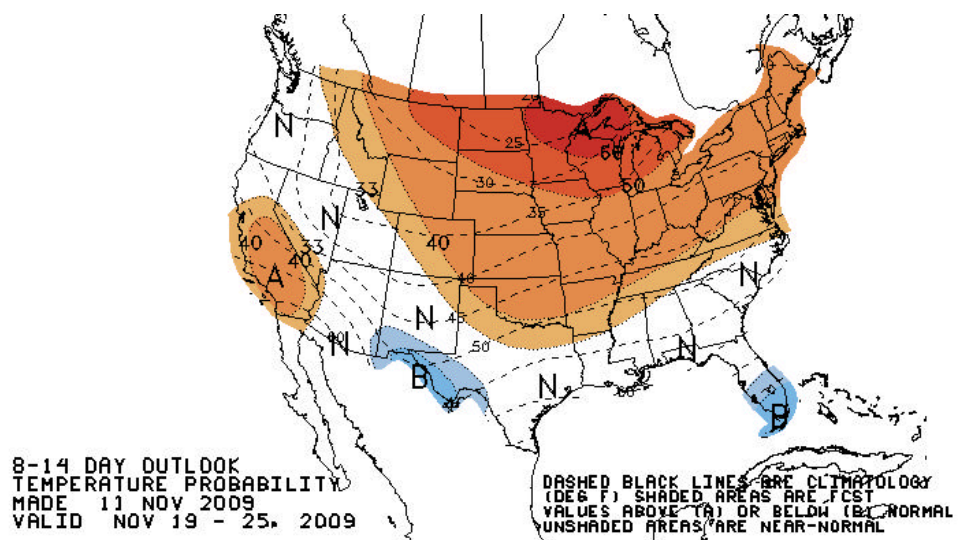 N
A
25
50
30
50
33
35
N
40
33
40
40
A
40
N
N
45
N
50
N
B
N
B
8-14 DAY OUTLOOK
TEMPERATURE PROBABILITY
MADE 11 NOV 2009
VALID NOV 19 - 25, 2009
DASHED BLACK LINES ARE CLIMATOLOGY
(DEG F) SHADED AREAS ARE FCST
VALUES ABOVE (A) OR BELOW (B) NORMAL
UNSHADED AREAS ARE NEAR-NORMAL